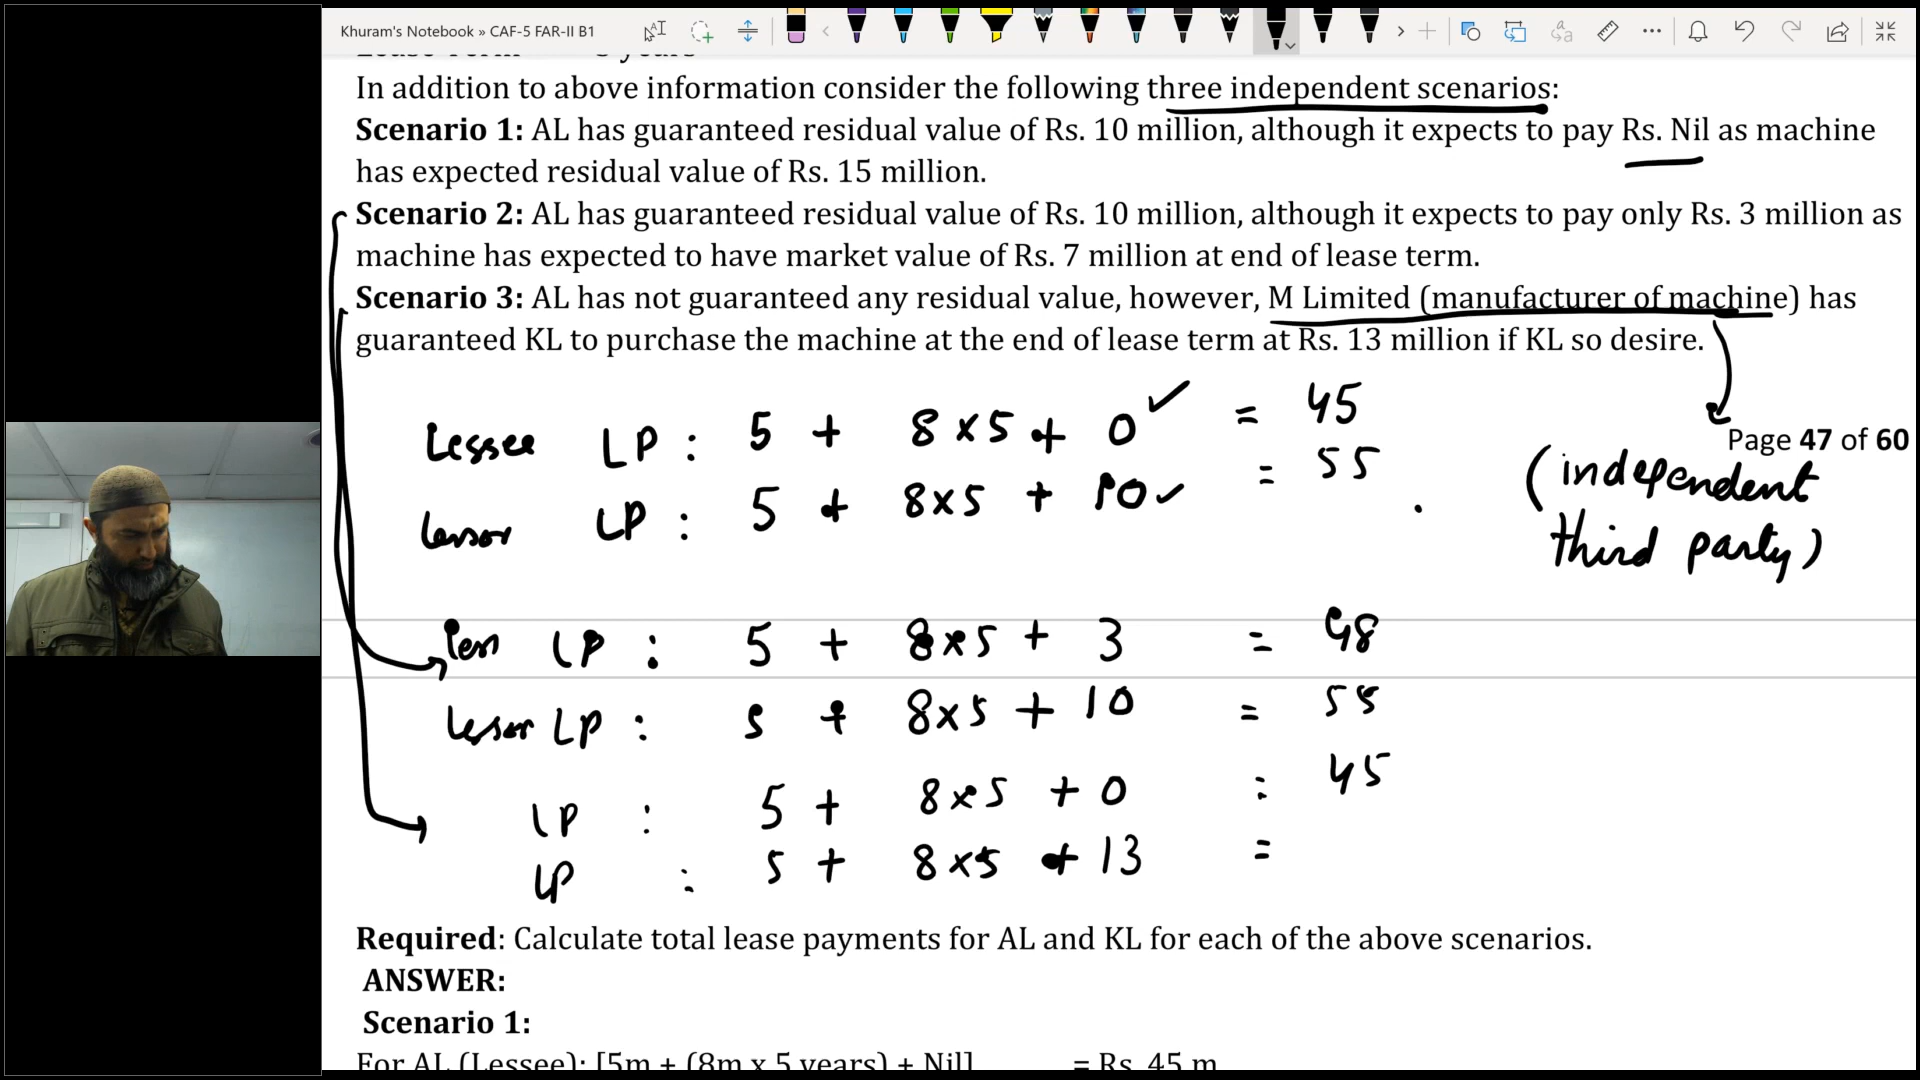 Khuram's Notebook » CAF-5 FAR-II B1
In addition to above information consider the following three independent scenarios:
Scenario 1: AL has guaranteed residual value of Rs. 10 million, although it expects to pay Rs. Nil as machine
has expected residual value of Rs. 15 million.
Scenario 2: AL has guaranteed residual value of Rs. 10 million, although it expects to pay only Rs. 3 million as
machine has expected to have market value of Rs. 7 million at end of lease term.
Scenario 3: AL has not guaranteed any residual value, however, M Limited (manufacturer of machine) has
guaranteed KL to purchase the machine at the end of lease term at Rs. 13 million if KL so desire.
Lessee LP : 5 + 8 x 5 + 0 ✓ = 45
Page 47 of 60
Lessor LP : 5 + 8x5 + 10 ✓ = 55
(independent
third party)
LP : 5 + 8x5 + 3 = 48
Lessor LP : 5 + 8x5 + 10 = 55
LP : 5 + 8x5 + 0 = 45
LP : 5 + 8x5 + 13 =
Required: Calculate total lease payments for AL and KL for each of the above scenarios.
ANSWER:
Scenario 1:
For AL (Lessee): [5m + (8m x 5 years) + Nil] = Rs. 45 m